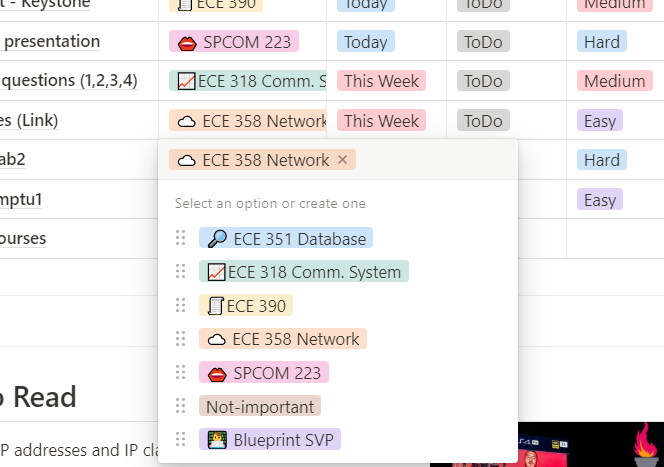 t - Keystone ECE 390 Today ToDo Medium
presentation SPCOM 223 Today ToDo Hard
questions (1,2,3,4) ECE 318 Comm. S This Week ToDo Medium
es (Link) ECE 358 Network This Week ToDo Easy
ab2 ECE 358 Network × Hard
mptu1 Easy
Select an option or create one
ourses ECE 351 Database
ECE 318 Comm. System
ECE 390
ECE 358 Network
SPCOM 223
o Read Not-important
Blueprint SVP
P addresses and IP cla
PS4